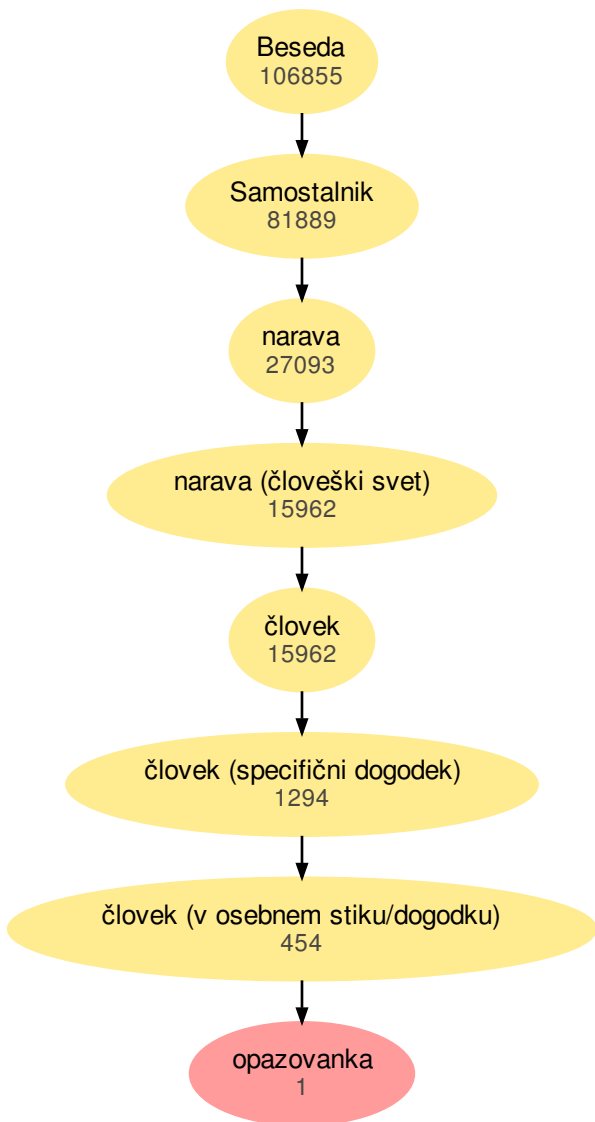 Beseda
106855
Samostalnik
81889
narava
27093
narava (človeški svet)
15962
človek
15962
človek (specifični dogodek)
1294
človek (v osebnem stiku/dogodku)
454
opazovanka
1